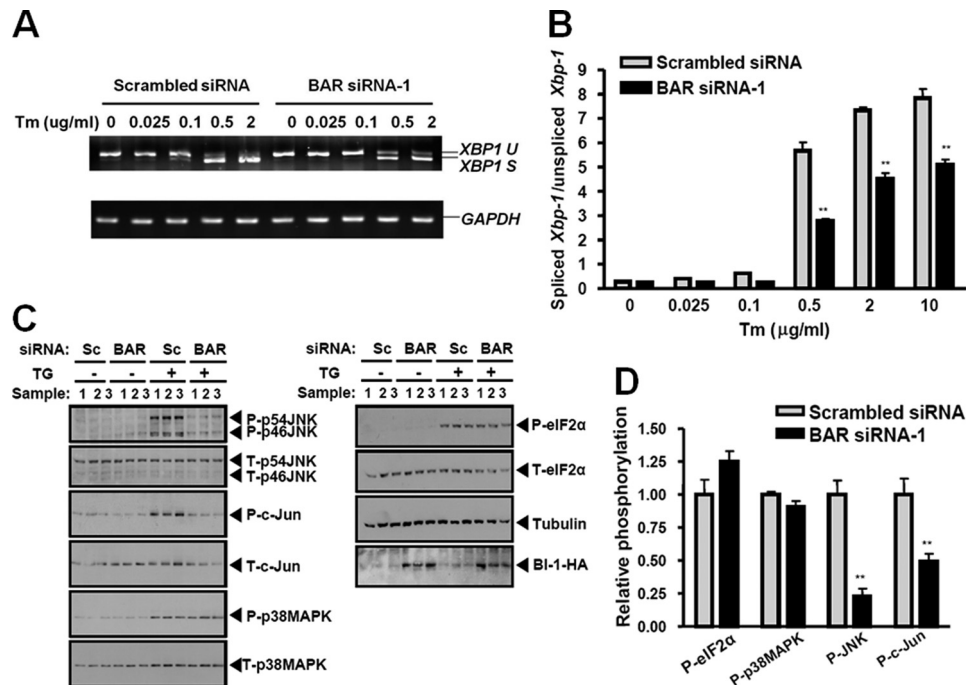 A
Scrambled siRNA BAR siRNA-1
Tm (ug/ml) 0 0.025 0.1 0.5 2 0 0.025 0.1 0.5 2
XBP1 U
XBP1 S
GAPDH
B
Scrambled siRNA
BAR siRNA-1
Spliced Xbp-1/unspliced Xbp-1
9
8
7
6
5
4
3
2
1
0
** ** **
0 0.025 0.1 0.5 2 10
Tm (μg/ml)
C
siRNA: Sc BAR Sc BAR
TG - - + +
Sample: 1 2 3 1 2 3 1 2 3 1 2 3
P-p54JNK
P-p46JNK
T-p54JNK
T-p46JNK
P-c-Jun
T-c-Jun
P-p38MAPK
T-p38MAPK
siRNA: Sc BAR Sc BAR
TG - - + +
Sample: 1 2 3 1 2 3 1 2 3 1 2 3
P-eIF2α
T-eIF2α
Tubulin
BI-1-HA
D
Scrambled siRNA
BAR siRNA-1
Relative phosphorylation
1.25
1.00
0.75
0.50
0.25
0
** **
P-eIF2α P-p38MAPK P-JNK P-c-Jun